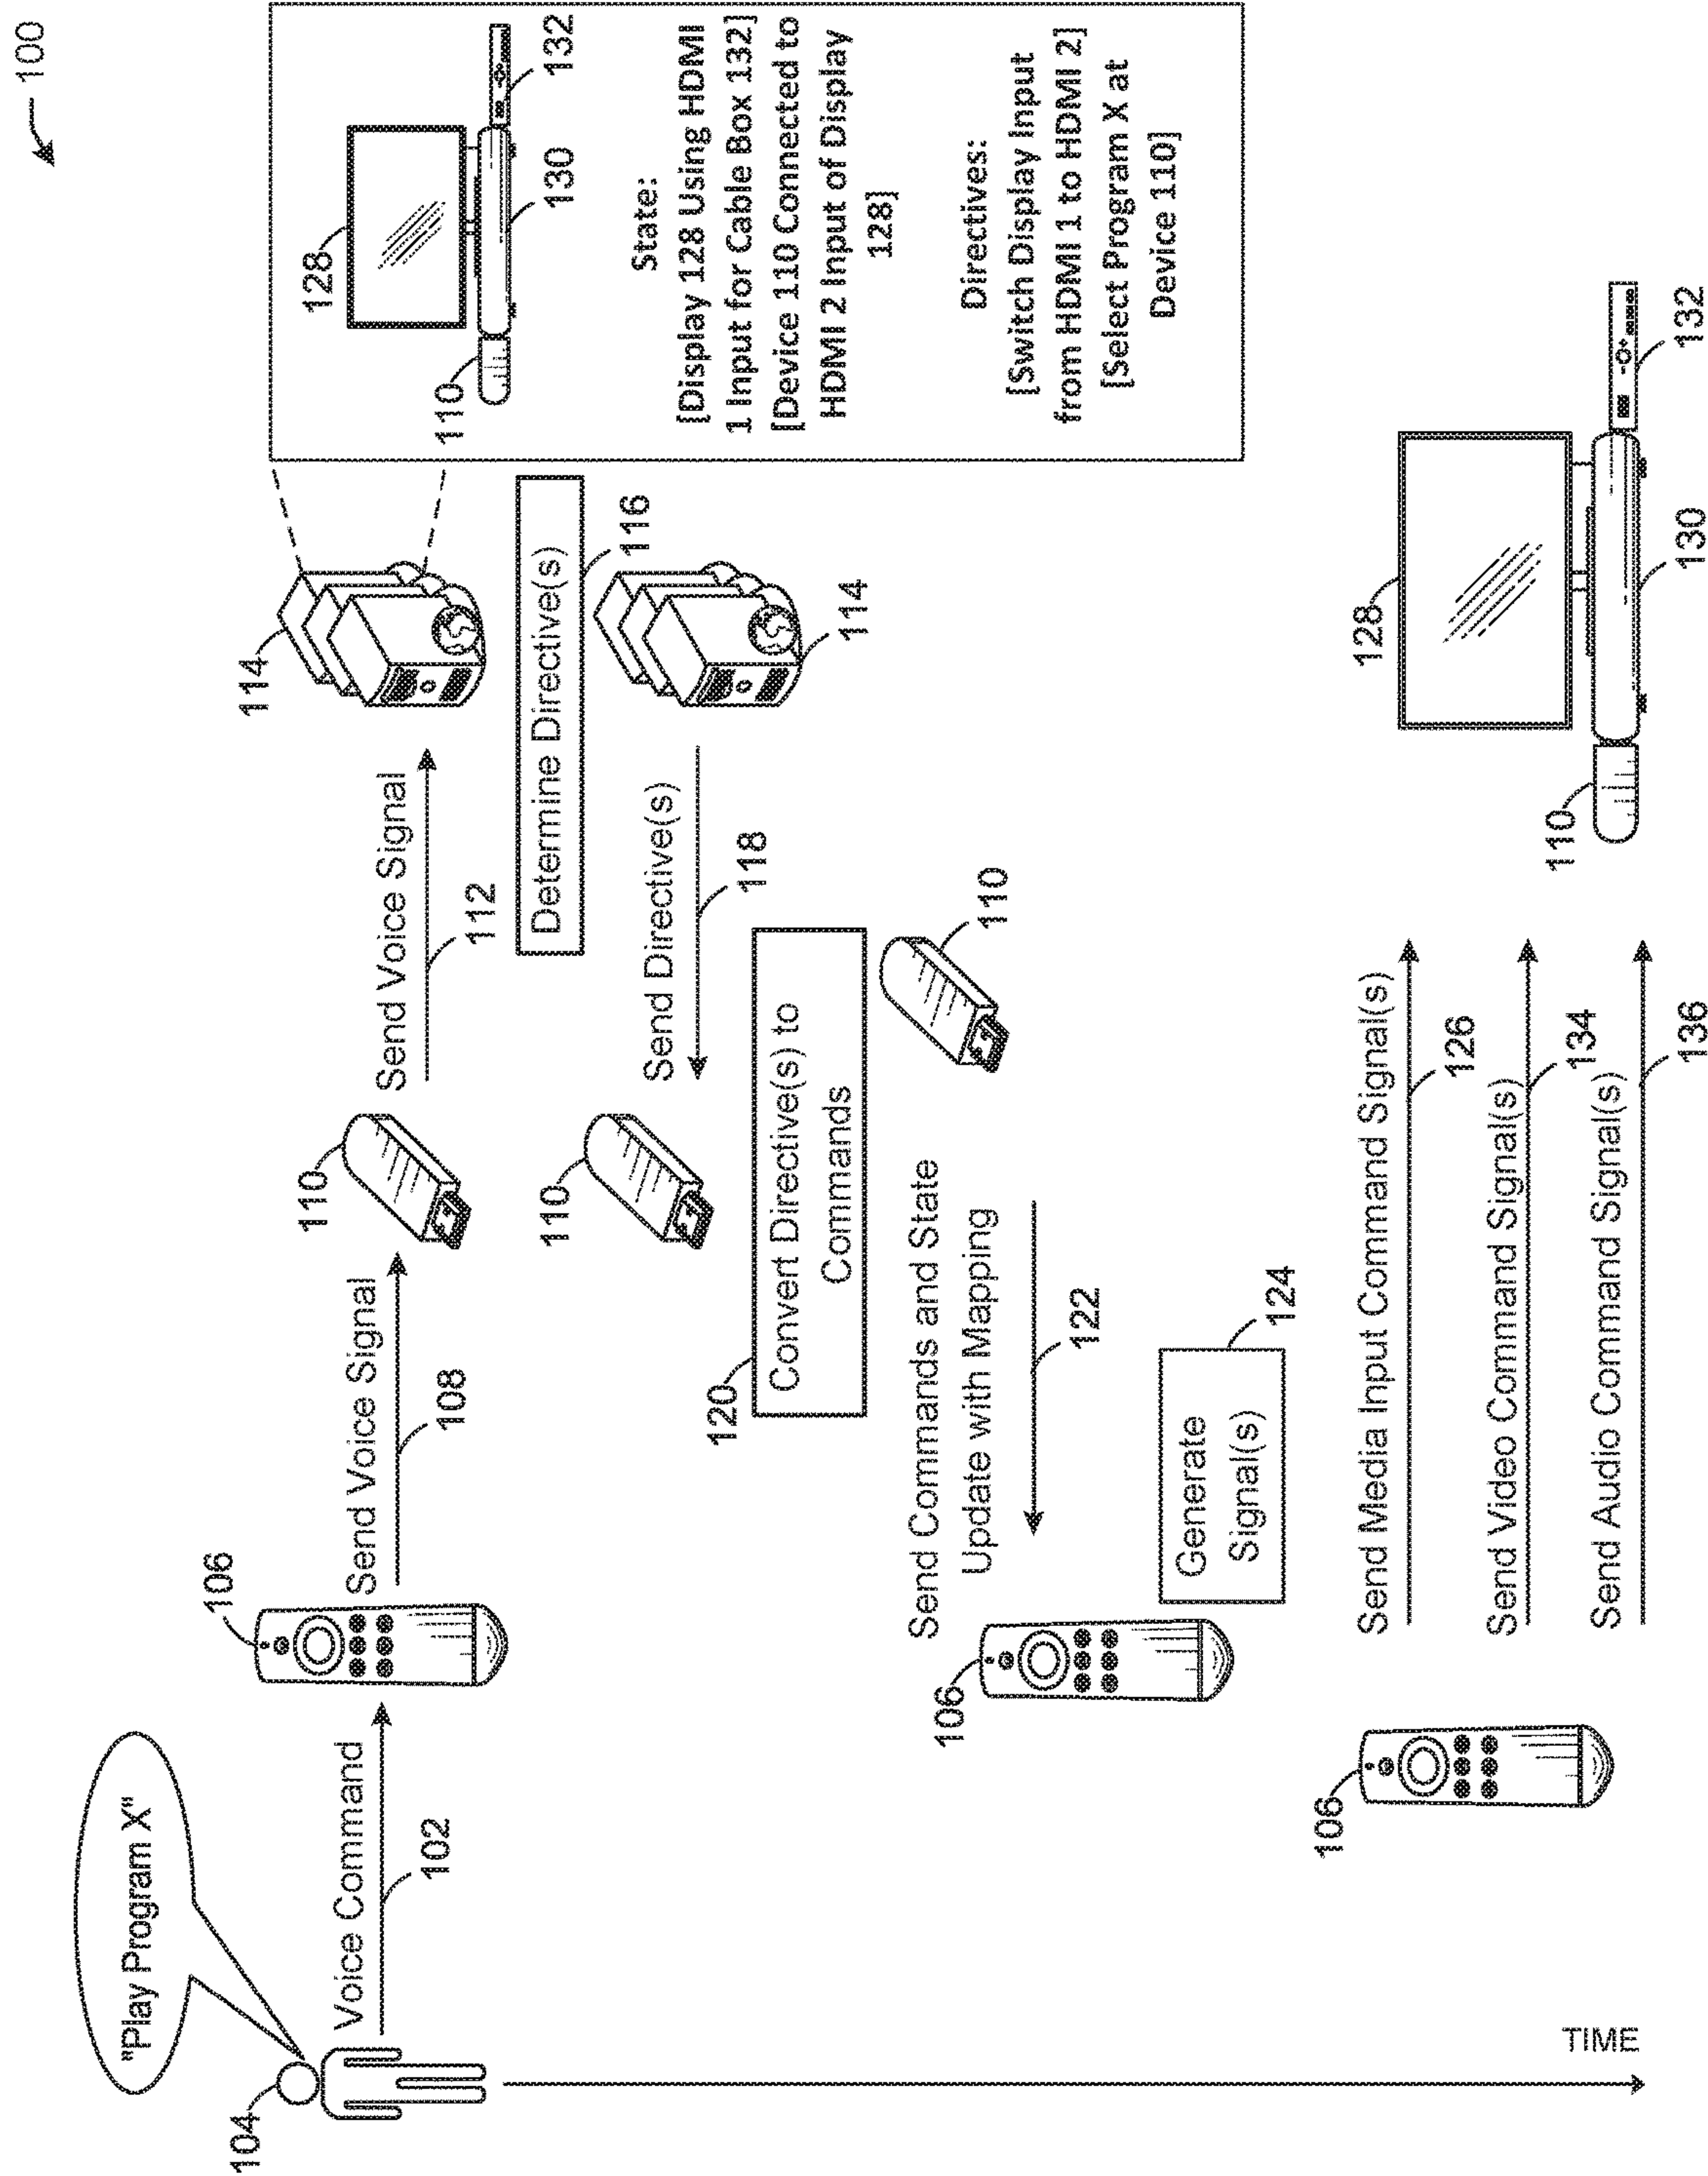 100
"Play Program X"
104
Voice Command
102
106
Send Voice Signal
108
110
Send Voice Signal
112
114
128
110
130
132
State:
[Display 128 Using HDMI
1 Input for Cable Box 132]
[Device 110 Connected to
HDMI 2 Input of Display
128]
Directives:
[Switch Display Input
from HDMI 1 to HDMI 2]
[Select Program X at
Device 110]
Determine Directive(s)
116
110
Send Directive(s)
118
114
120
Convert Directive(s) to
Commands
110
Send Commands and State
Update with Mapping
122
106
Generate
Signal(s)
124
106
Send Media Input Command Signal(s)
126
Send Video Command Signal(s)
134
Send Audio Command Signal(s)
136
128
110
130
132
TIME